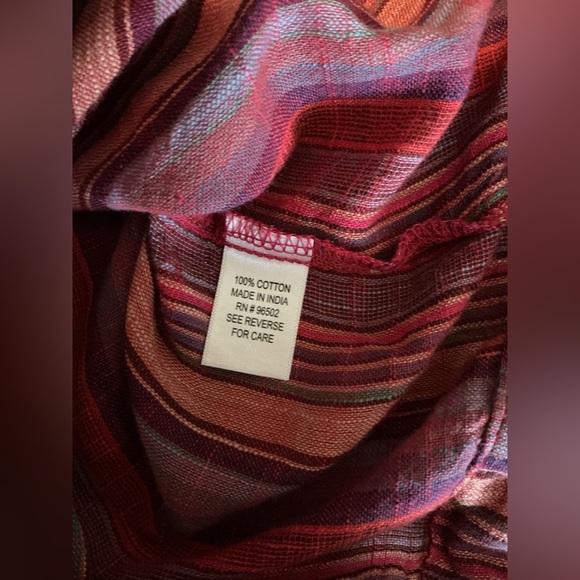 100% COTTON
MADE IN INDIA
RN # 96502
SEE REVERSE
FOR CARE